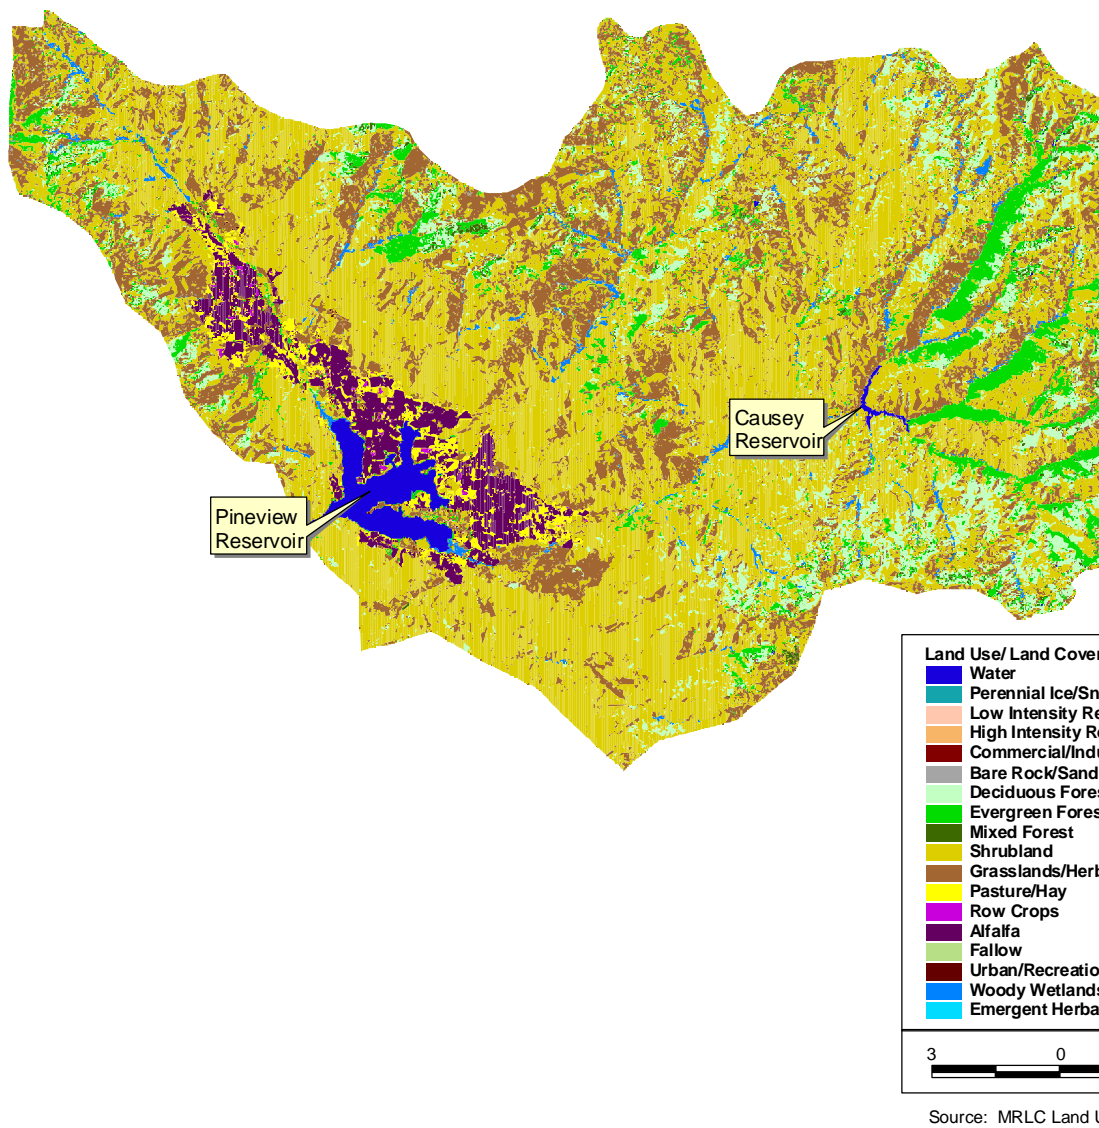 Causey
Reservoir
Pineview
Reservoir
Land Use/ Land Cover
Water
Perennial Ice/Sn
Low Intensity Re
High Intensity Re
Commercial/Indu
Bare Rock/Sand
Deciduous Fores
Evergreen Fores
Mixed Forest
Shrubland
Grasslands/Herb
Pasture/Hay
Row Crops
Alfalfa
Fallow
Urban/Recreatio
Woody Wetlands
Emergent Herba
3 0
Source: MRLC Land U